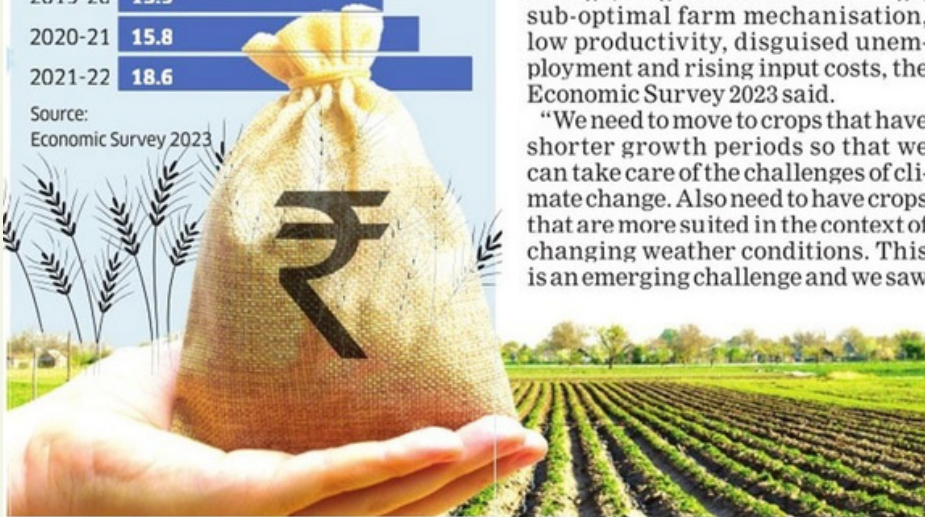 2020-21 15.8
2021-22 18.6
Source:
Economic Survey 2023
₹
sub-optimal farm mechanisation,
low productivity, disguised unem-
ployment and rising input costs, the
Economic Survey 2023 said.
“We need to move to crops that have
shorter growth periods so that we
can take care of the challenges of cli-
mate change. Also need to have crops
that are more suited in the context of
changing weather conditions. This
is an emerging challenge and we saw